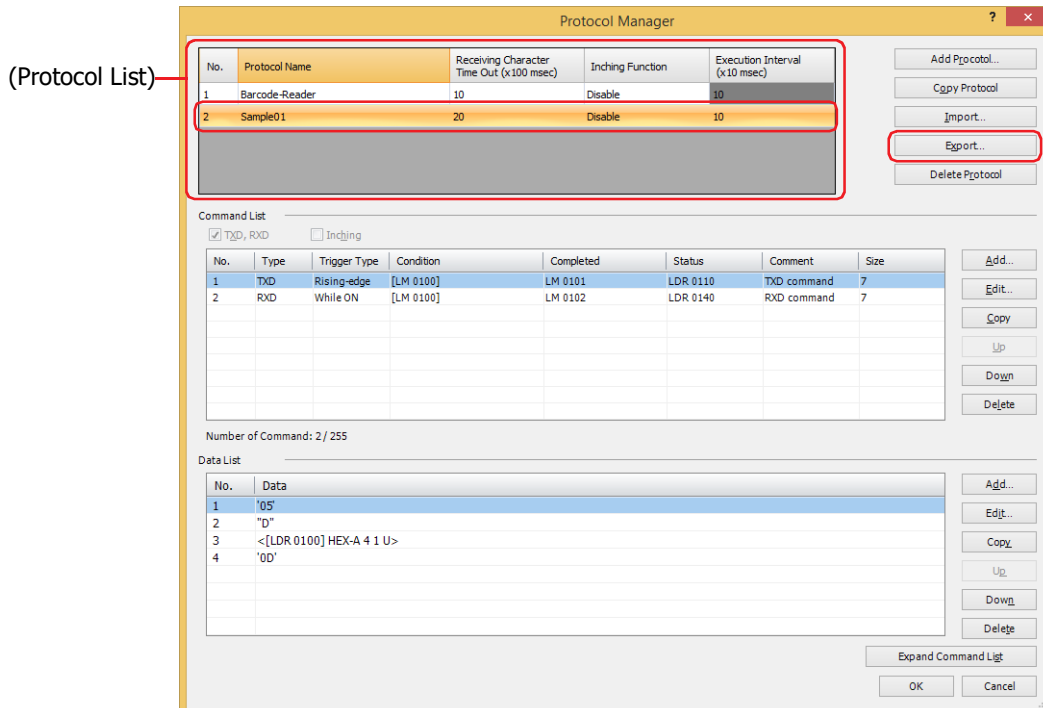 Protocol Manager
?
×
(Protocol List)
No. Protocol Name Receiving Character Time Out (x100 msec) Inching Function Execution Interval (x10 msec)
1 Barcode-Reader 10 Disable 10
2 Sample01 20 Disable 10
Add Procotol...
Copy Protocol
Import...
Export...
Delete Protocol
Command List
TXD, RXD Inching
No. Type Trigger Type Condition Completed Status Comment Size
1 TXD Rising-edge [LM 0100] LM 0101 LDR 0110 TXD command 7
2 RXD While ON [LM 0100] LM 0102 LDR 0140 RXD command 7
Add...
Edit...
Copy
Up
Down
Delete
Number of Command: 2 / 255
Data List
No. Data
1 '05'
2 "D"
3 <[LDR 0100] HEX-A 4 1 U>
4 '0D'
Add...
Edit...
Copy
Up
Down
Delete
Expand Command List
OK Cancel